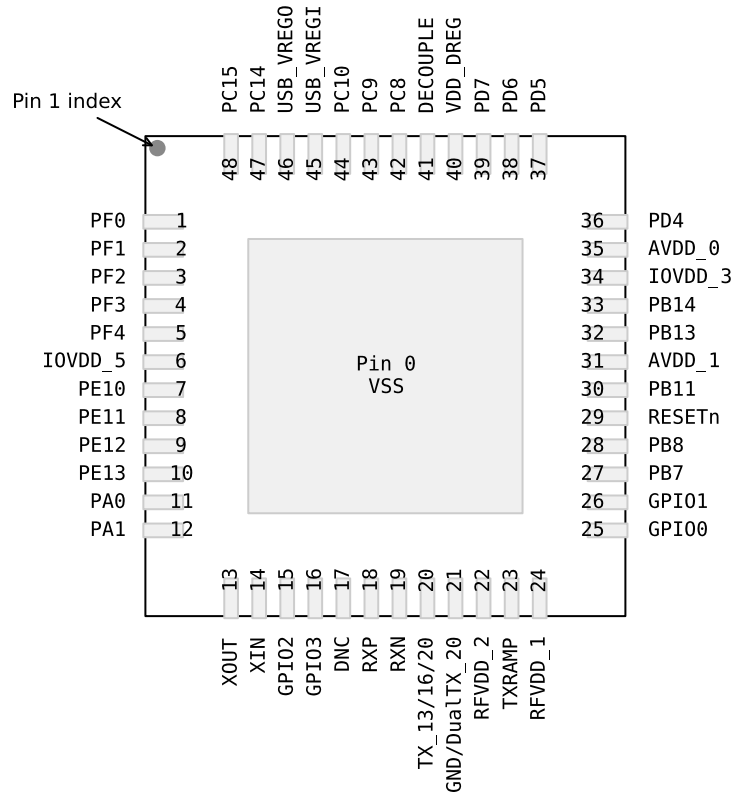 PC15
PC14
USB_VREGO
USB_VREGI
PC10
PC9
PC8
DECOUPLE
VDD_DREG
PD7
PD6
PD5
Pin 1 index
48
47
46
45
44
43
42
41
40
39
38
37
PF0 1
PF1 2
PF2 3
PF3 4
PF4 5
IOVDD_5 6
PE10 7
PE11 8
PE12 9
PE13 10
PA0 11
PA1 12
Pin 0
VSS
36 PD4
35 AVDD_0
34 IOVDD_3
33 PB14
32 PB13
31 AVDD_1
30 PB11
29 RESETn
28 PB8
27 PB7
26 GPIO1
25 GPIO0
13
14
15
16
17
18
19
20
21
22
23
24
XOUT
XIN
GPIO2
GPIO3
DNC
RXP
RXN
TX_13/16/20
GND/DualTX_20
RFVDD_2
TXRAMP
RFVDD_1